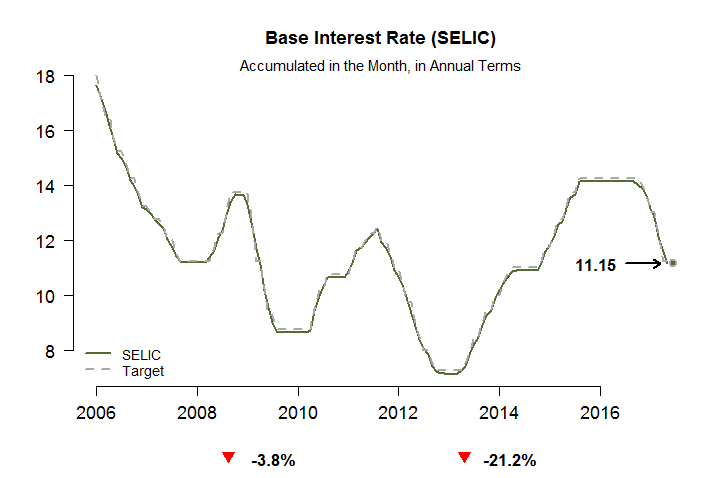 Base Interest Rate (SELIC)
Accumulated in the Month, in Annual Terms
18
16
14
12
10
8
11.15
SELIC
Target
2006 2008 2010 2012 2014 2016
-3.8% -21.2%